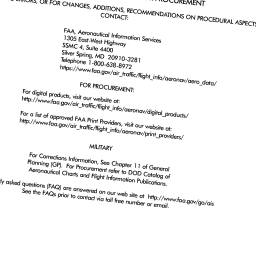 PROCUREMENT
ERRORS, OR FOR CHANGES, ADDITIONS, RECOMMENDATIONS ON PROCEDURAL ASPECTS
CONTACT:
FAA, Aeronautical Information Services
1305 East-West Highway
SSMC 4, Suite 4400
Silver Spring, MD 20910-3281
Telephone 1-800-638-8972
https://www.faa.gov/air_traffic/flight_info/aeronav/aero_data/
FOR PROCUREMENT:
For digital products, visit our website at:
http://www.faa.gov/air_traffic/flight_info/aeronav/digital_products/
For a list of approved FAA Print Providers, visit our website at:
http://www.faa.gov/air_traffic/flight_info/aeronav/print_providers/
MILITARY
For Corrections Information, See Chapter 11 of General
Planning (GP). For Procurement refer to DOD Catalog of
Aeronautical Charts and Flight Information Publications.
asked questions (FAQ) are answered on our web site at http://www.faa.gov/go/ais
See the FAQs prior to contact via toll free number or email.